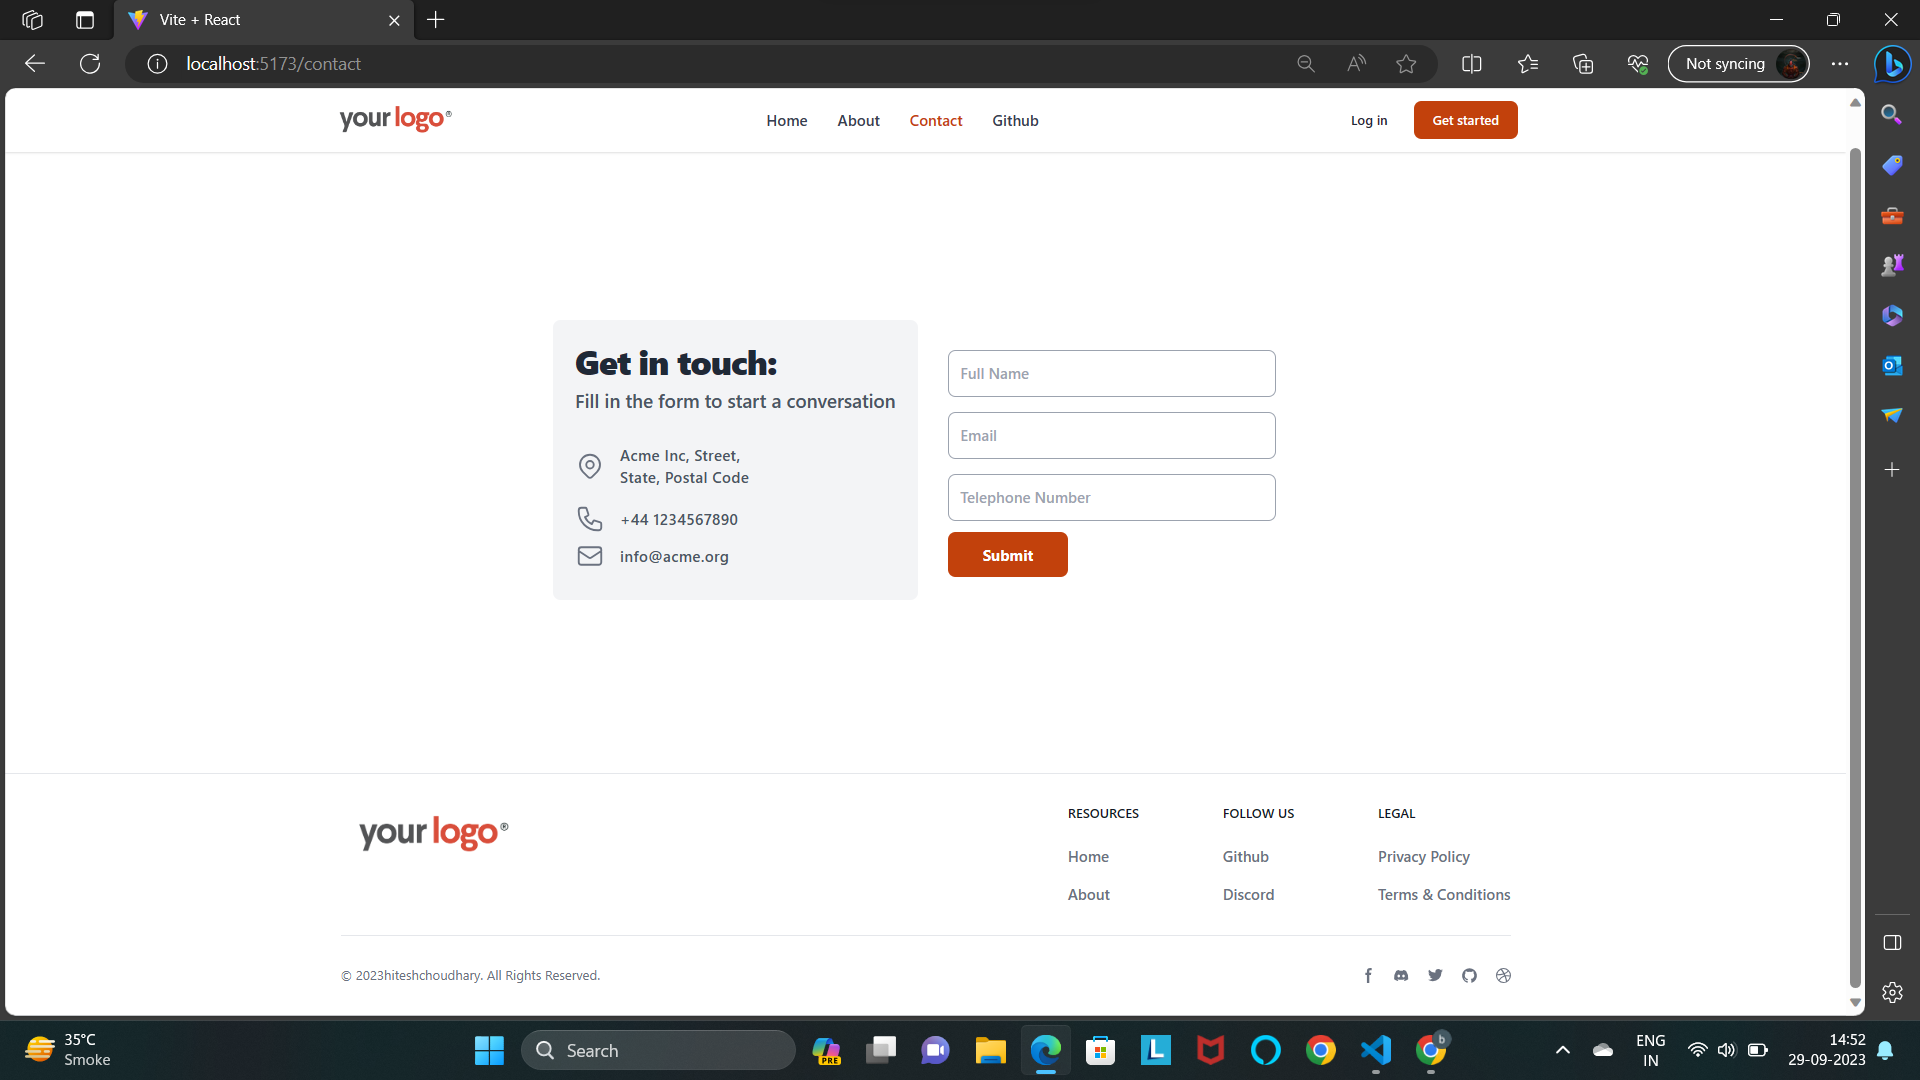 Vite + React
localhost:5173/contact
Not syncing
your logo®
Home
About
Contact
Github
Log in
Get started
Get in touch:
Fill in the form to start a conversation
Acme Inc, Street,
State, Postal Code
+44 1234567890
info@acme.org
Full Name
Email
Telephone Number
Submit
your logo®
RESOURCES
Home
About
FOLLOW US
Github
Discord
LEGAL
Privacy Policy
Terms & Conditions
© 2023hiteshchoudhary. All Rights Reserved.
35°C
Smoke
Search
PRE
L
b
ENG
IN
14:52
29-09-2023